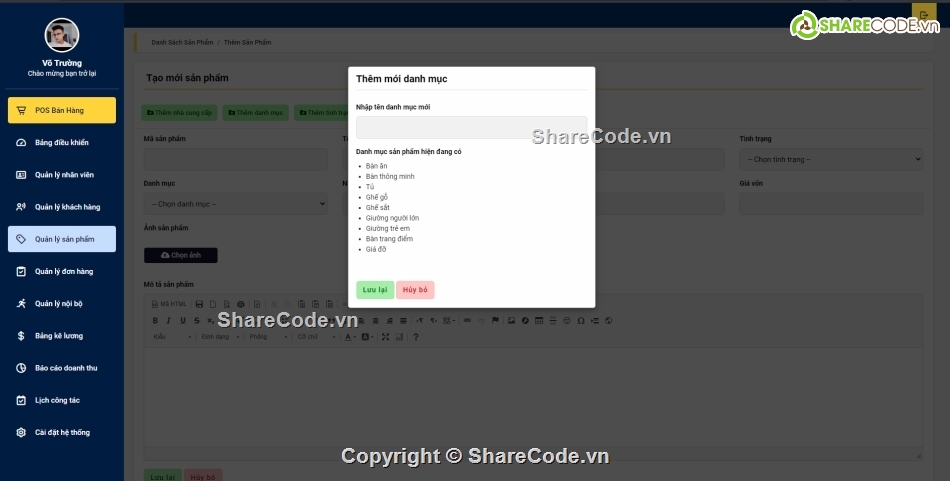 SHARECODE.vn
Võ Trường
Chào mừng bạn trở lại
POS Bán Hàng
Bảng điều khiển
Quản lý nhân viên
Quản lý khách hàng
Quản lý sản phẩm
Quản lý đơn hàng
Quản lý nội bộ
Bảng kê lương
Báo cáo doanh thu
Lịch công tác
Cài đặt hệ thống
Danh Sách Sản Phẩm / Thêm Sản Phẩm
Tạo mới sản phẩm
Thêm nhà cung cấp
Thêm danh mục
Thêm tình trạ
Mã sản phẩm
Tình trạng
-- Chọn tình trạng --
Danh mục
Giá vốn
-- Chọn danh mục --
Ảnh sản phẩm
Chọn ảnh
Mô tả sản phẩm
Mã HTML
Kiểu
Định dạng
Phông
Cỡ chữ
Lưu lại
Hủy bỏ
Thêm mới danh mục
Nhập tên danh mục mới
ShareCode.vn
Danh mục sản phẩm hiện đang có
Bàn ăn
Bàn thông minh
Tủ
Ghế gỗ
Ghế sắt
Giường người lớn
Giường trẻ em
Bàn trang điểm
Giá đỡ
Lưu lại
Hủy bỏ
ShareCode.vn
Copyright © ShareCode.vn